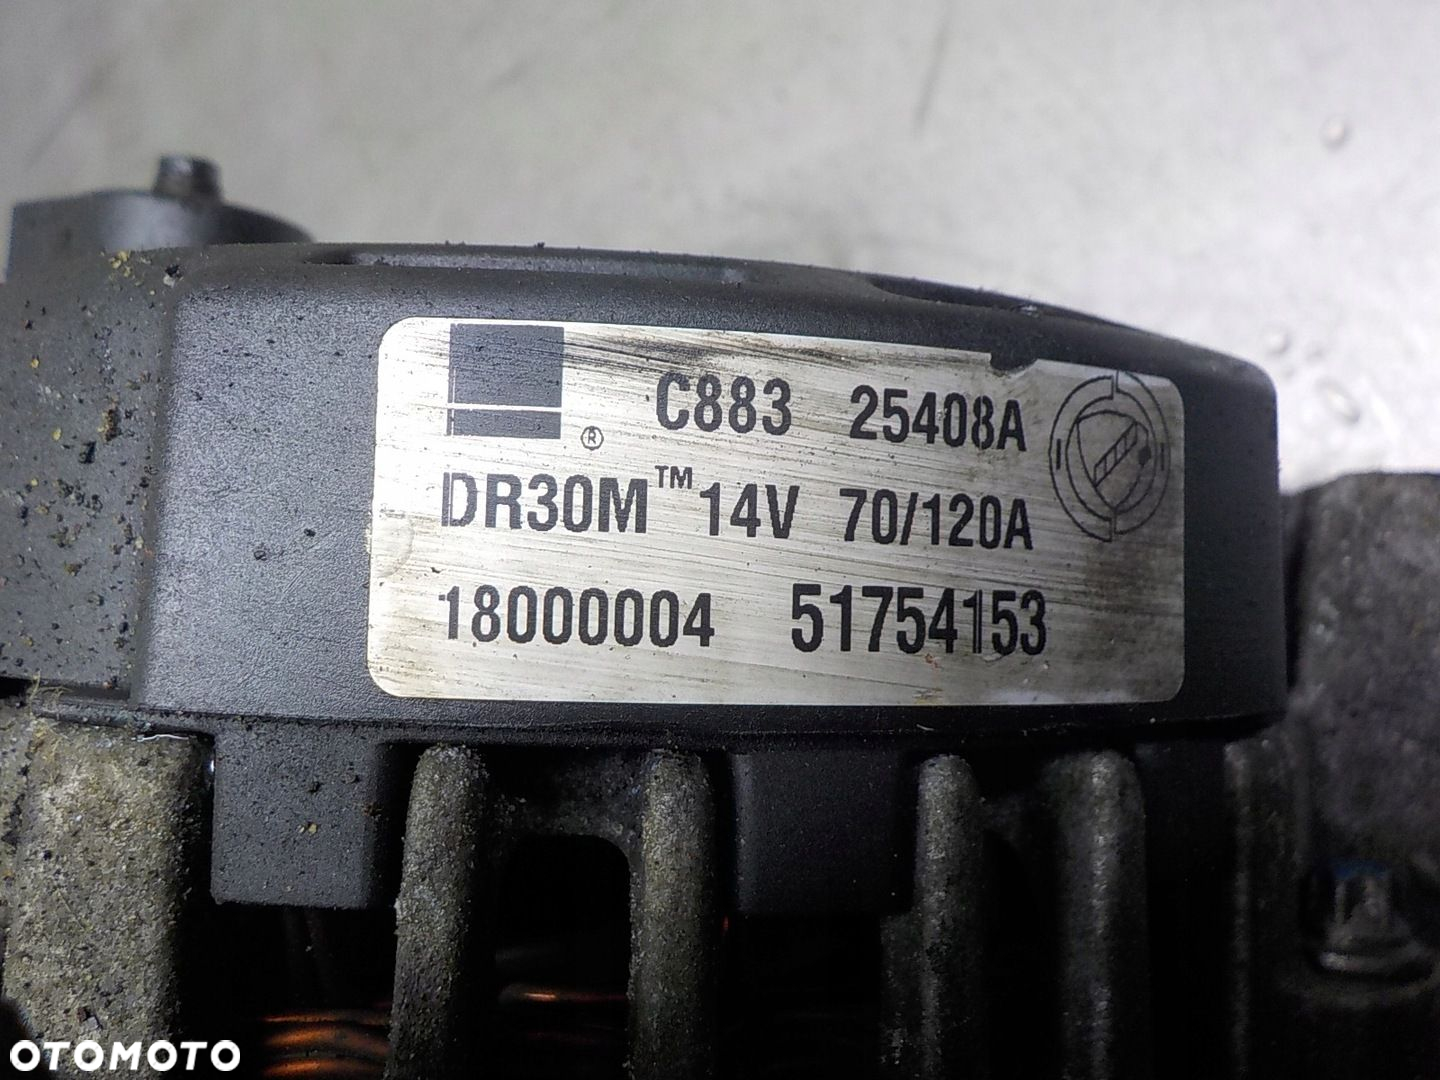 ® C883 25408A
DR30M™ 14V 70/120A
18000004 51754153
OTOMOTO